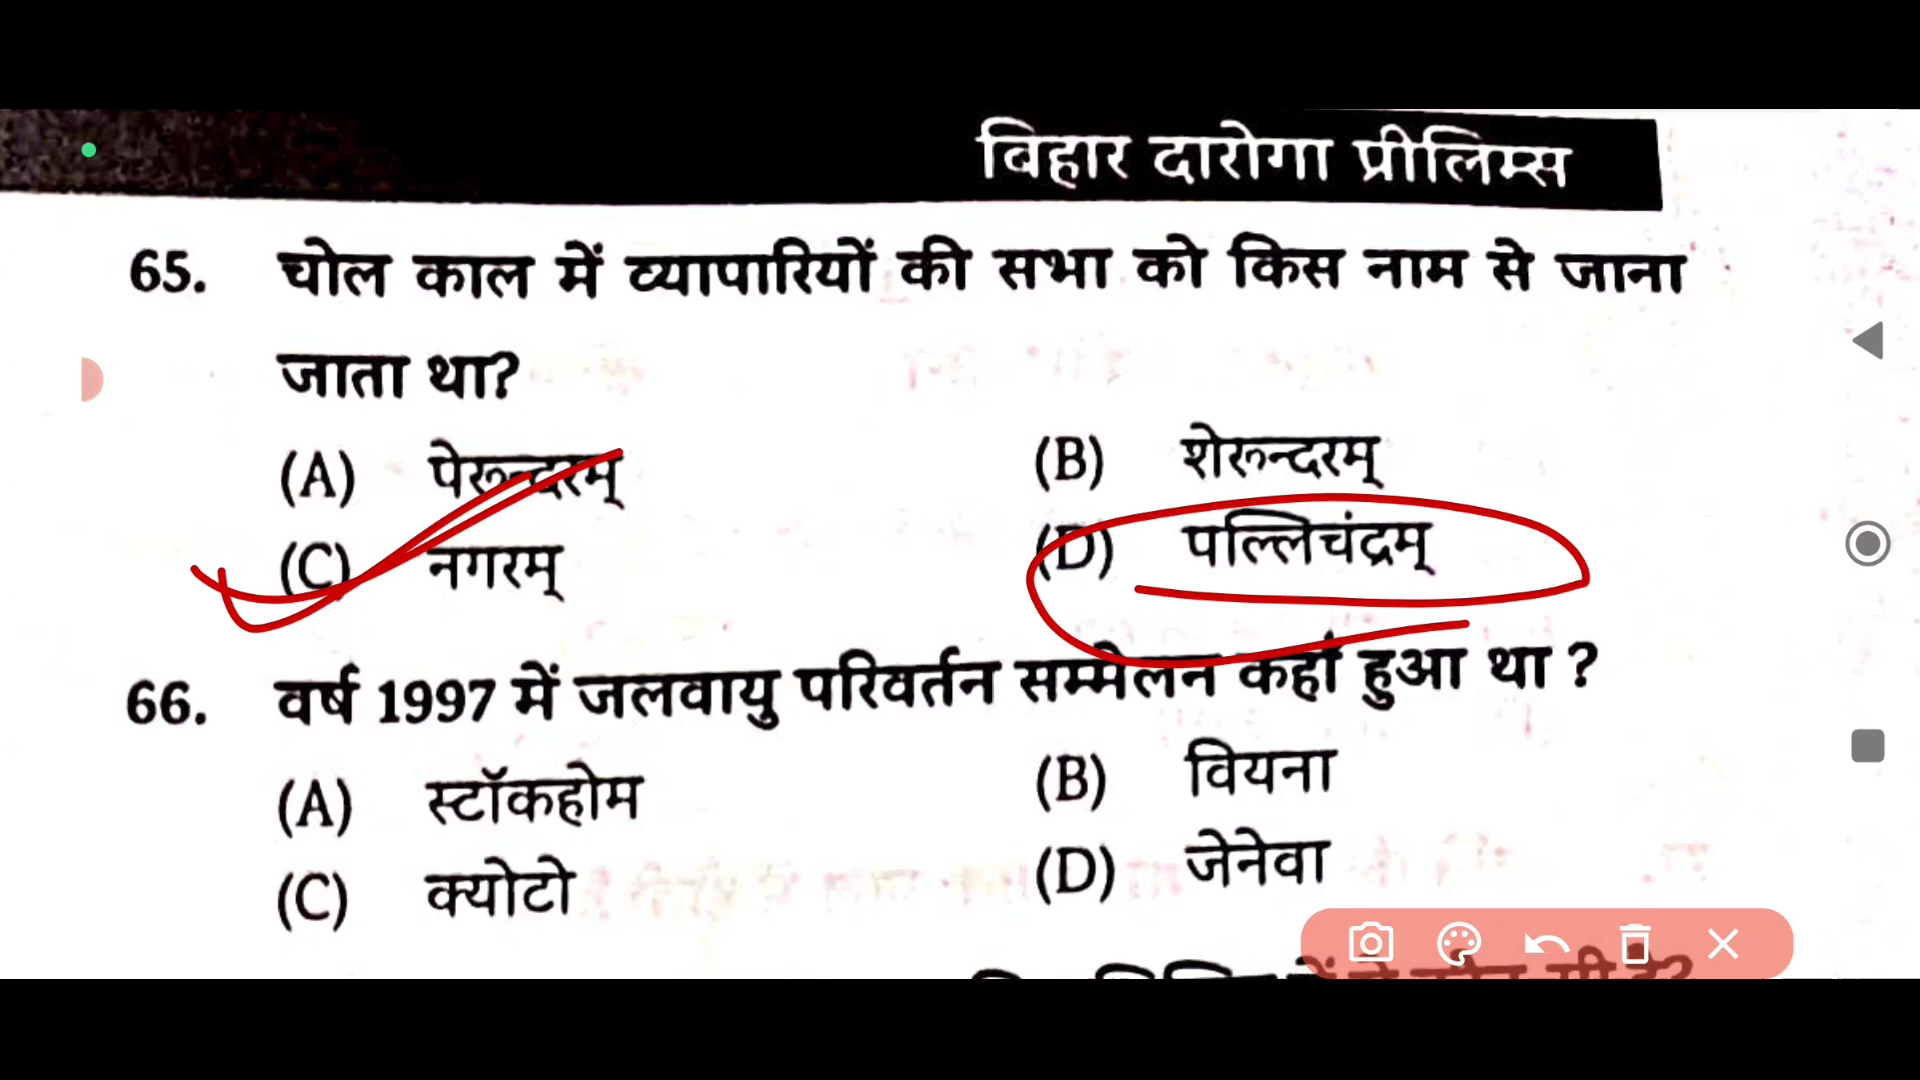 बिहार दारोगा प्रीलिम्स
65. चोल काल में व्यापारियों की सभा को किस नाम से जाना
जाता था?
(A) पेरून्दरम् (B) शेरून्दरम्
(C) नगरम् (D) पल्लिचंद्रम्
66. वर्ष 1997 में जलवायु परिवर्तन सम्मेलन कहाँ हुआ था ?
(A) स्टॉकहोम (B) वियना
(C) क्योटो (D) जेनेवा